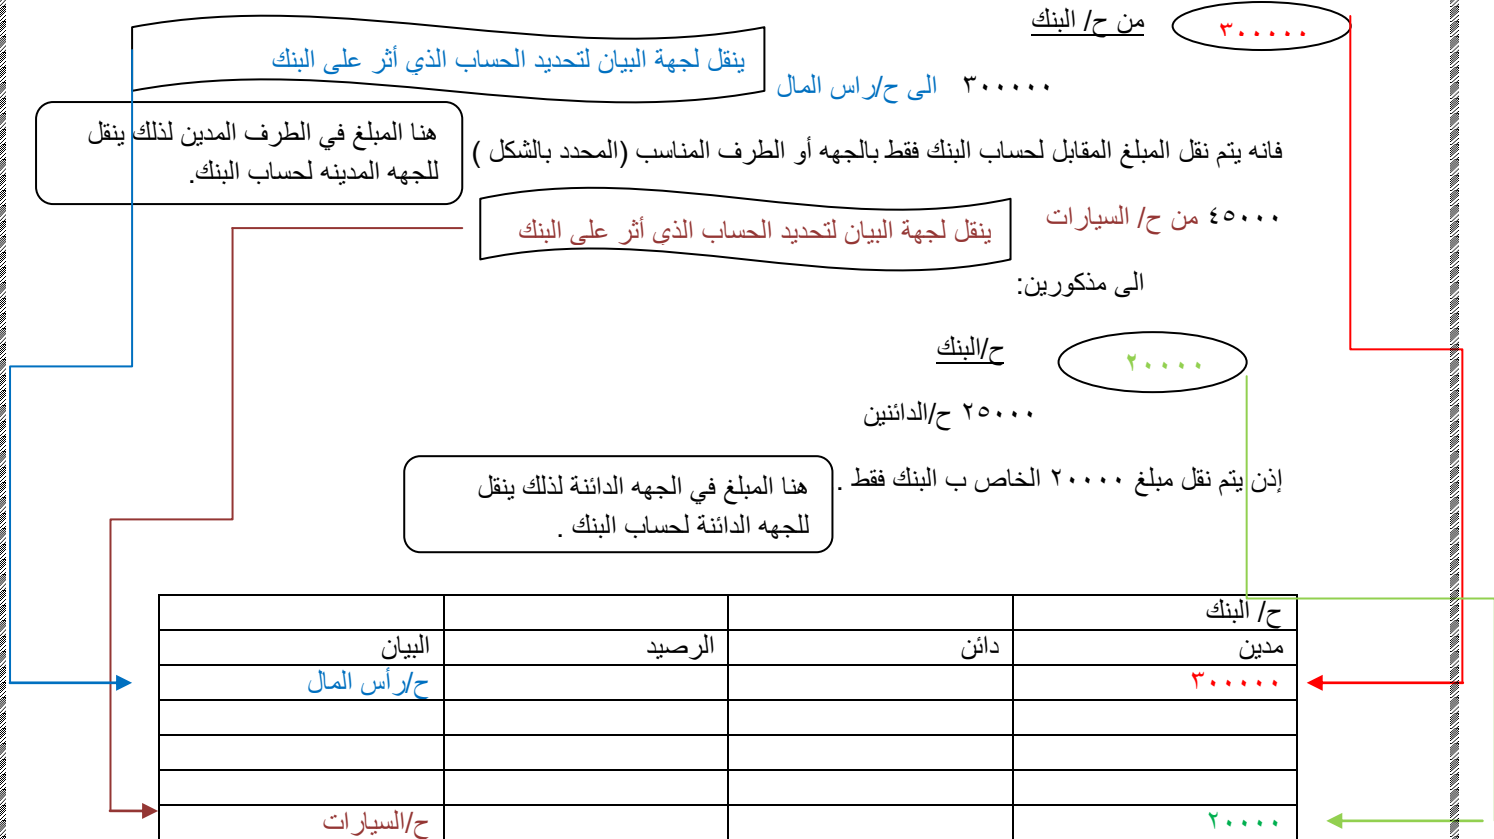 ٣٠٠٠٠٠ من ح/ البنك
ينقل لجهة البيان لتحديد الحساب الذي أثر على البنك
٣٠٠٠٠٠ الى ح/راس المال
هنا المبلغ في الطرف المدين لذلك ينقل
للجهه المدينه لحساب البنك.
فانه يتم نقل المبلغ المقابل لحساب البنك فقط بالجهه أو الطرف المناسب (المحدد بالشكل )
٤٥٠٠٠ من ح/ السيارات
ينقل لجهة البيان لتحديد الحساب الذي أثر على البنك
الى مذكورين:
٢٠٠٠٠ ح/البنك
٢٥٠٠٠ ح/الدائنين
إذن يتم نقل مبلغ ٢٠٠٠٠ الخاص ب البنك فقط .
هنا المبلغ في الجهه الدائنة لذلك ينقل
للجهه الدائنة لحساب البنك .
ح/ البنك
مدين دائن الرصيد البيان
٣٠٠٠٠٠ ح/رأس المال
٢٠٠٠٠ ح/السيارات